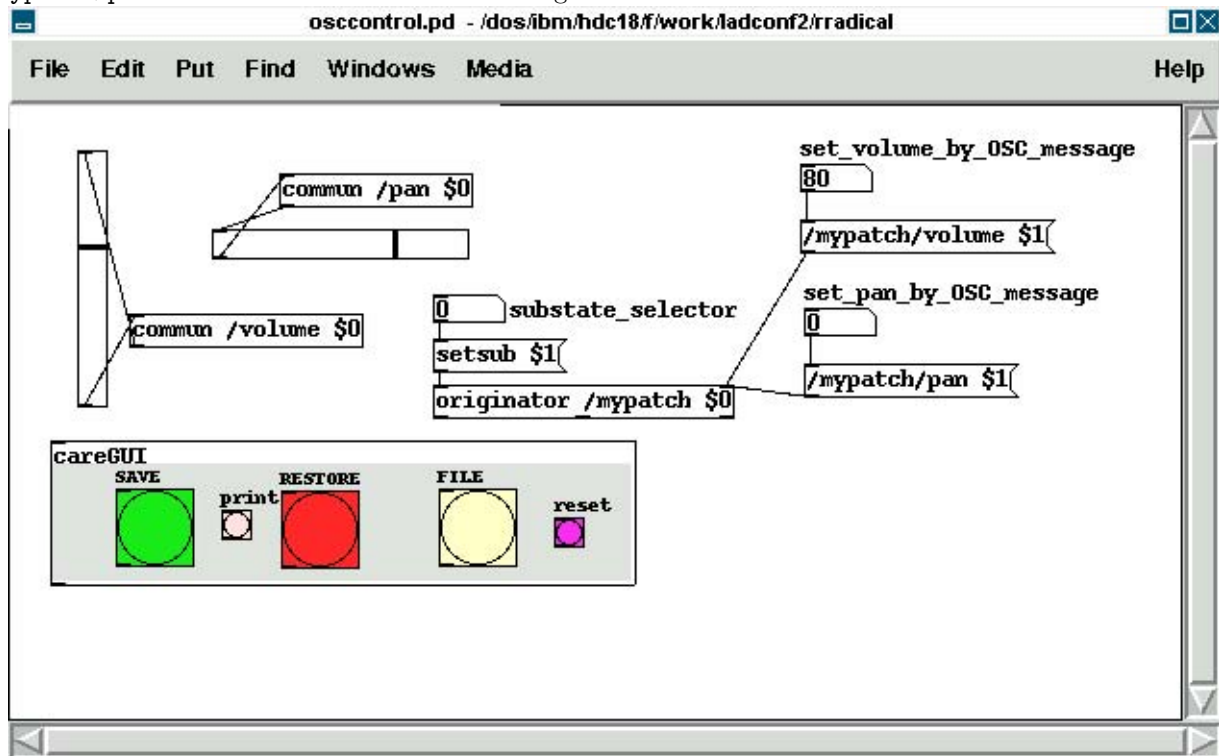 osccontrol.pd - /dos/ibm/hdc18/f/work/ladconf2/rradical
File Edit Put Find Windows Media Help
set_volume_by_OSC_message
80
commun /pan $0
/mypatch/volume $1
set_pan_by_OSC_message
0 substate_selector
0
commun /volume $0
setsub $1
/mypatch/pan $1
originator /mypatch $0
careGUI
SAVE
print
RESTORE
FILE
reset